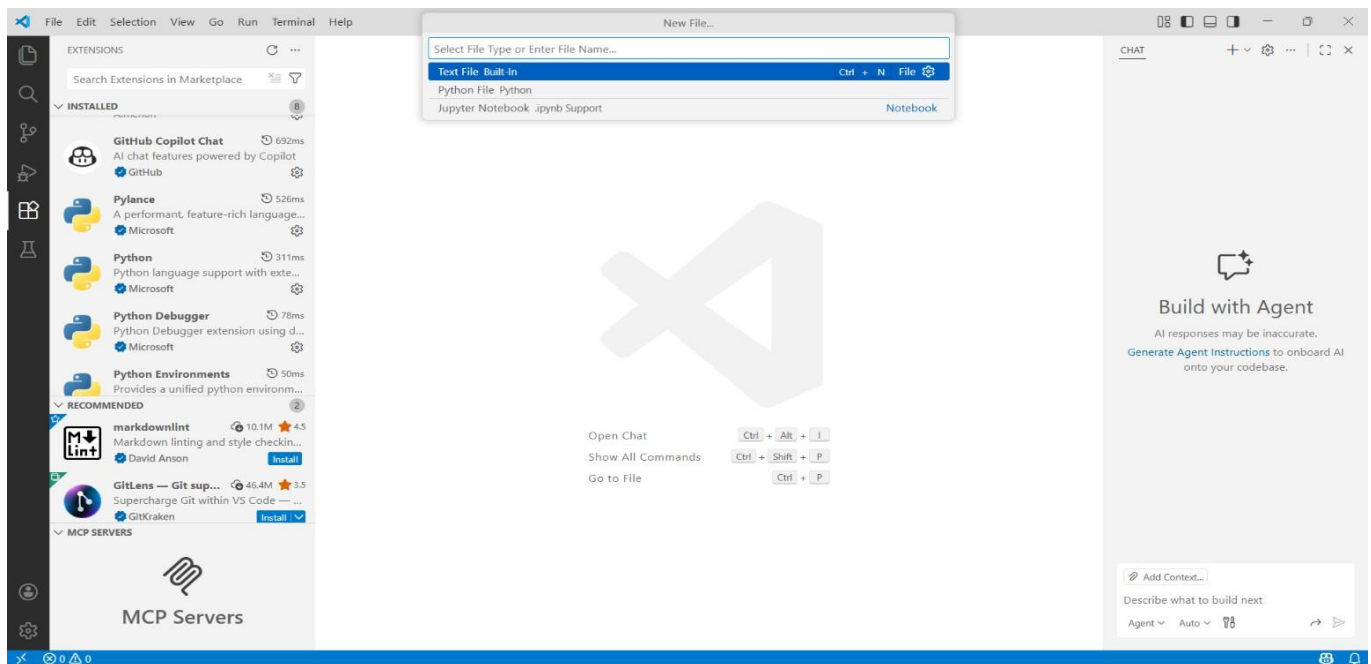 File Edit Selection View Go Run Terminal Help
New File...
EXTENSIONS
Search Extensions in Marketplace
INSTALLED 8
GitHub Copilot Chat 692ms
AI chat features powered by Copilot
GitHub
Pylance 526ms
A performant, feature-rich language...
Microsoft
Python 311ms
Python language support with exte...
Microsoft
Python Debugger 78ms
Python Debugger extension using d...
Microsoft
Python Environments 50ms
Provides a unified python environm...
RECOMMENDED 2
M Lint
markdownlint 10.1M 4.5
Markdown linting and style checkin...
David Anson Install
GitLens — Git sup... 46.4M 3.5
Supercharge Git within VS Code — ...
GitKraken Install
MCP SERVERS
MCP Servers
Select File Type or Enter File Name...
Text File Built-In Ctrl + N File
Python File Python
Jupyter Notebook .ipynb Support Notebook
Open Chat Ctrl + Alt + I
Show All Commands Ctrl + Shift + P
Go to File Ctrl + P
CHAT
Build with Agent
AI responses may be inaccurate.
Generate Agent Instructions to onboard AI
onto your codebase.
Add Context...
Describe what to build next
Agent Auto
0 0